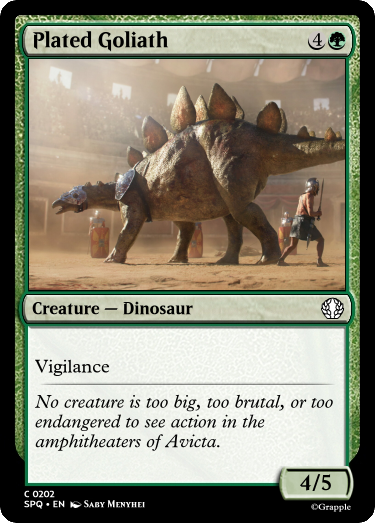 Plated Goliath 4
Creature — Dinosaur
Vigilance
No creature is too big, too brutal, or too
endangered to see action in the
amphitheaters of Avicta.
4/5
C 0202
SPQ • EN Saby Menyhei
©Grapple